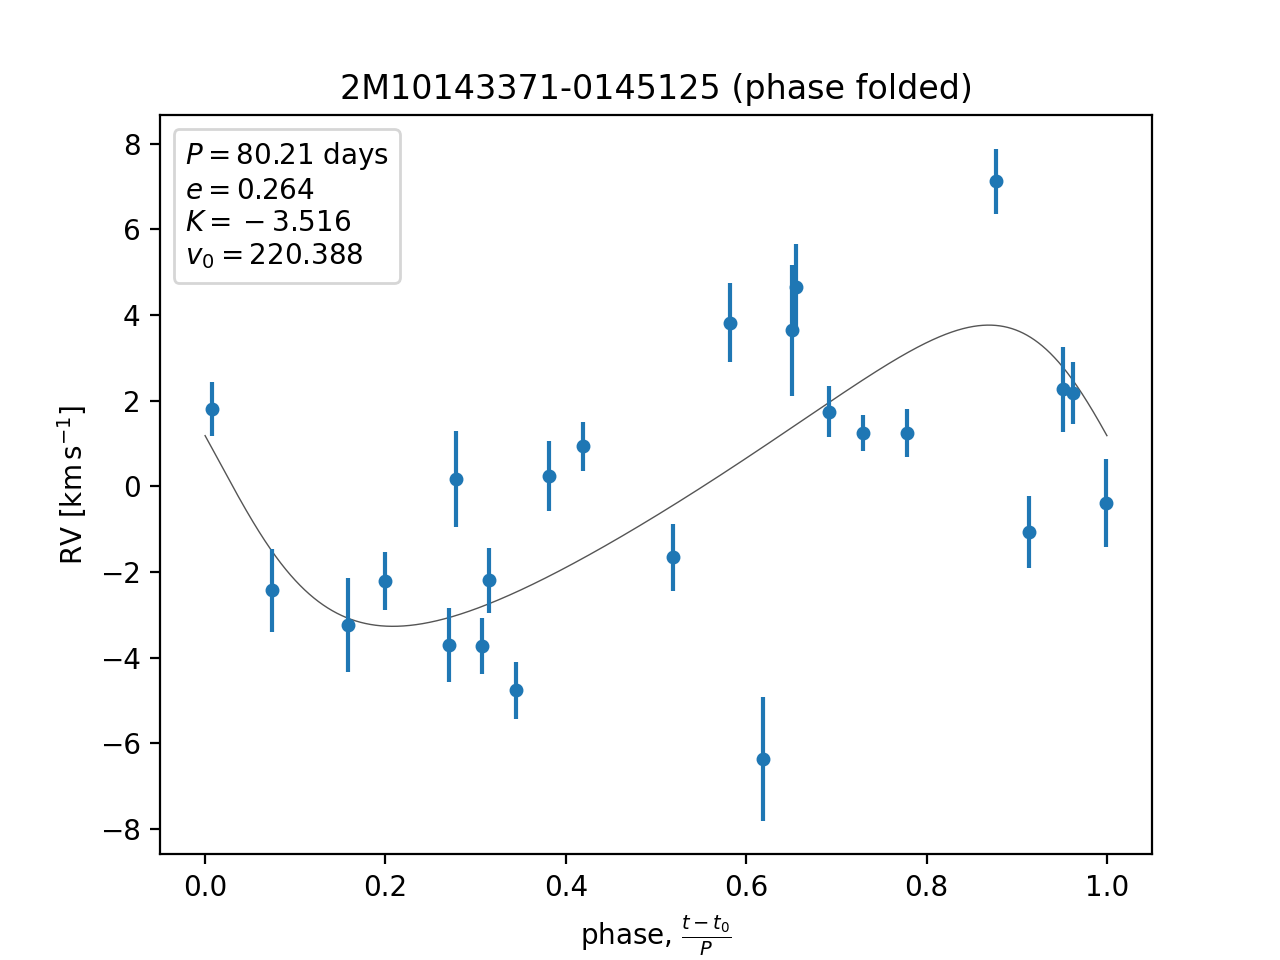 2M10143371-0145125 (phase folded)
P = 80.21 days
e = 0.264
K = −3.516
v₀ = 220.388
8
6
4
2
0
−2
−4
−6
−8
RV [km s⁻¹]
0.0 0.2 0.4 0.6 0.8 1.0
phase, (t − t₀)/P